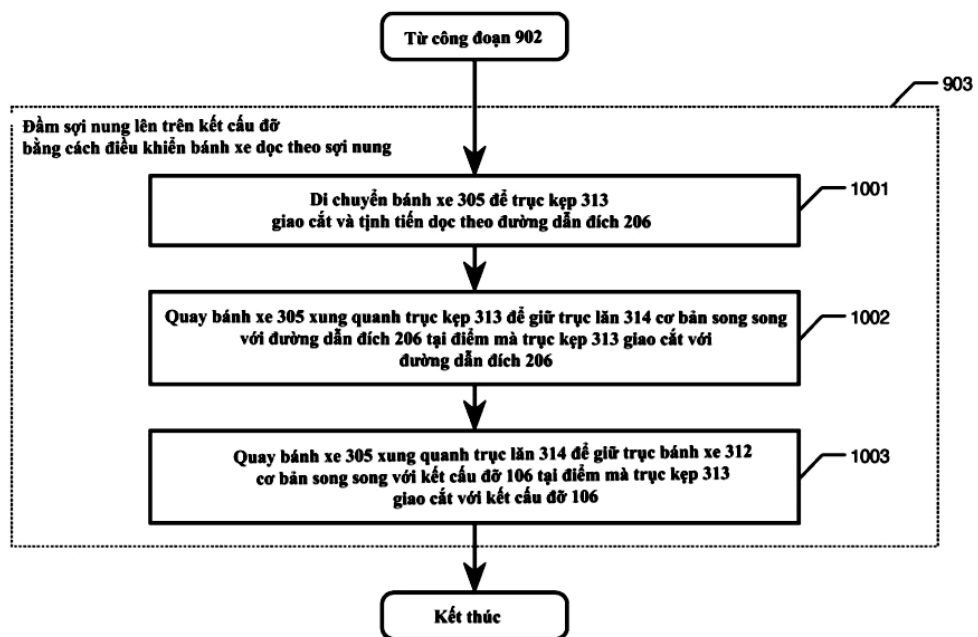 Từ công đoạn 902
903
Đầm sợi nung lên trên kết cấu đỡ
bằng cách điều khiển bánh xe dọc theo sợi nung
1001
Di chuyển bánh xe 305 để trục kẹp 313
giao cắt và tịnh tiến dọc theo đường dẫn đích 206
1002
Quay bánh xe 305 xung quanh trục kẹp 313 để giữ trục lăn 314 cơ bản song song
với đường dẫn đích 206 tại điểm mà trục kẹp 313 giao cắt với
đường dẫn đích 206
1003
Quay bánh xe 305 xung quanh trục lăn 314 để giữ trục bánh xe 312
cơ bản song song với kết cấu đỡ 106 tại điểm mà trục kẹp 313
giao cắt với kết cấu đỡ 106
Kết thúc